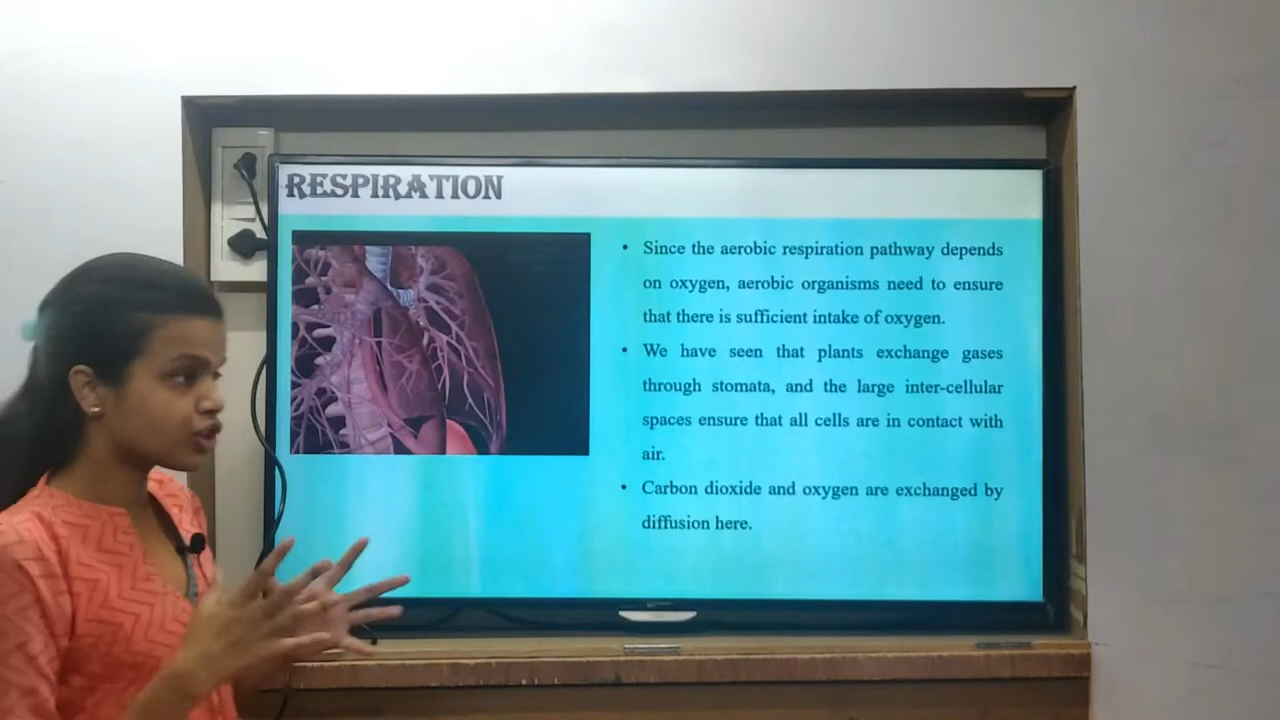 RESPIRATION
• Since the aerobic respiration pathway depends
on oxygen, aerobic organisms need to ensure
that there is sufficient intake of oxygen.
• We have seen that plants exchange gases
through stomata, and the large inter-cellular
spaces ensure that all cells are in contact with
air.
• Carbon dioxide and oxygen are exchanged by
diffusion here.